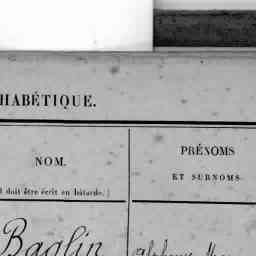 HABÉTIQUE.
NOM. PRÉNOMS
ET SURNOMS
l doit être écrit en bâtarde.)
Baglin